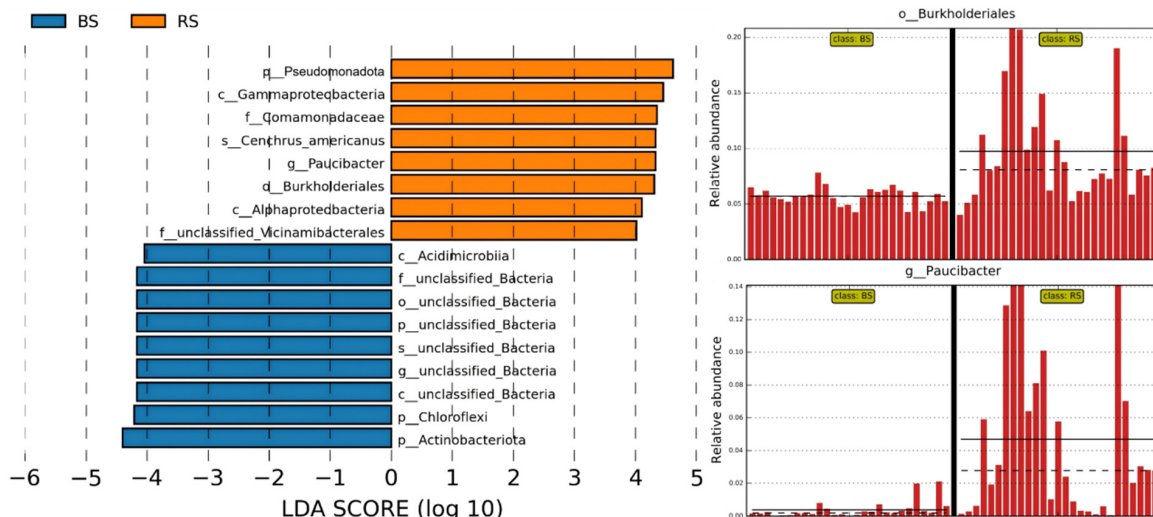 BS RS
p__Pseudomonadota
c__Gammaproteobacteria
f__Comamonadaceae
s__Cenchrus_americanus
g__Paucibacter
o__Burkholderiales
c__Alphaproteobacteria
f__unclassified_Vicinamibacterales
c__Acidimicrobiia
f__unclassified_Bacteria
o__unclassified_Bacteria
p__unclassified_Bacteria
s__unclassified_Bacteria
g__unclassified_Bacteria
c__unclassified_Bacteria
p__Chloroflexi
p__Actinobacteriota
−6 −5 −4 −3 −2 −1 0 1 2 3 4 5
LDA SCORE (log 10)
o__Burkholderiales
class: BS
class: RS
Relative abundance
0.20
0.15
0.10
0.05
0.00
g__Paucibacter
class: BS
class: RS
Relative abundance
0.14
0.12
0.10
0.08
0.06
0.04
0.02
0.00